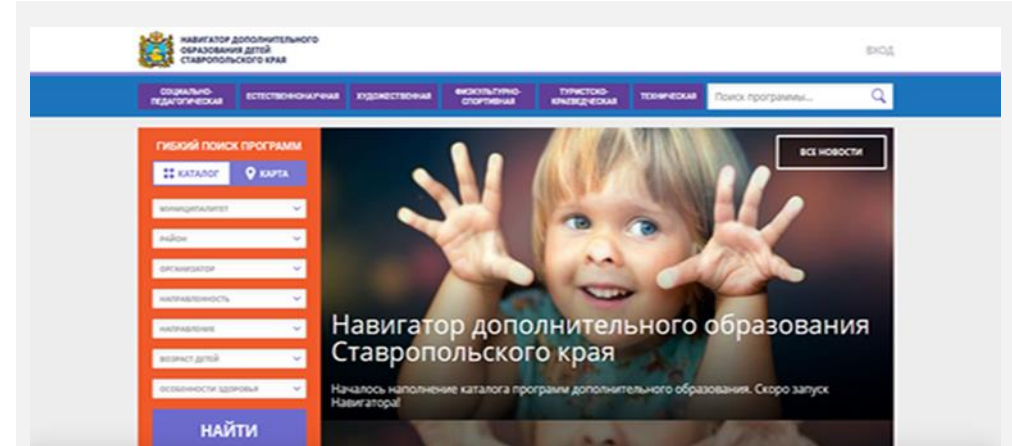 НАВИГАТОР ДОПОЛНИТЕЛЬНОГО
ОБРАЗОВАНИЯ ДЕТЕЙ
СТАВРОПОЛЬСКОГО КРАЯ
ВХОД
СОЦИАЛЬНО-
ПЕДАГОГИЧЕСКАЯ
ЕСТЕСТВЕННОНАУЧНАЯ
ХУДОЖЕСТВЕННАЯ
ФИЗКУЛЬТУРНО-
СПОРТИВНАЯ
ТУРИСТСКО-
КРАЕВЕДЧЕСКАЯ
ТЕХНИЧЕСКАЯ
Поиск программы...
ГИБКИЙ ПОИСК ПРОГРАММ
КАТАЛОГ
КАРТА
МУНИЦИПАЛИТЕТ
РАЙОН
ОРГАНИЗАТОР
НАПРАВЛЕННОСТЬ
НАПРАВЛЕНИЕ
ВОЗРАСТ ДЕТЕЙ
ОСОБЕННОСТИ ЗДОРОВЬЯ
НАЙТИ
ВСЕ НОВОСТИ
Навигатор дополнительного образования
Ставропольского края
Началось наполнение каталога программ дополнительного образования. Скоро запуск
Навигатора!